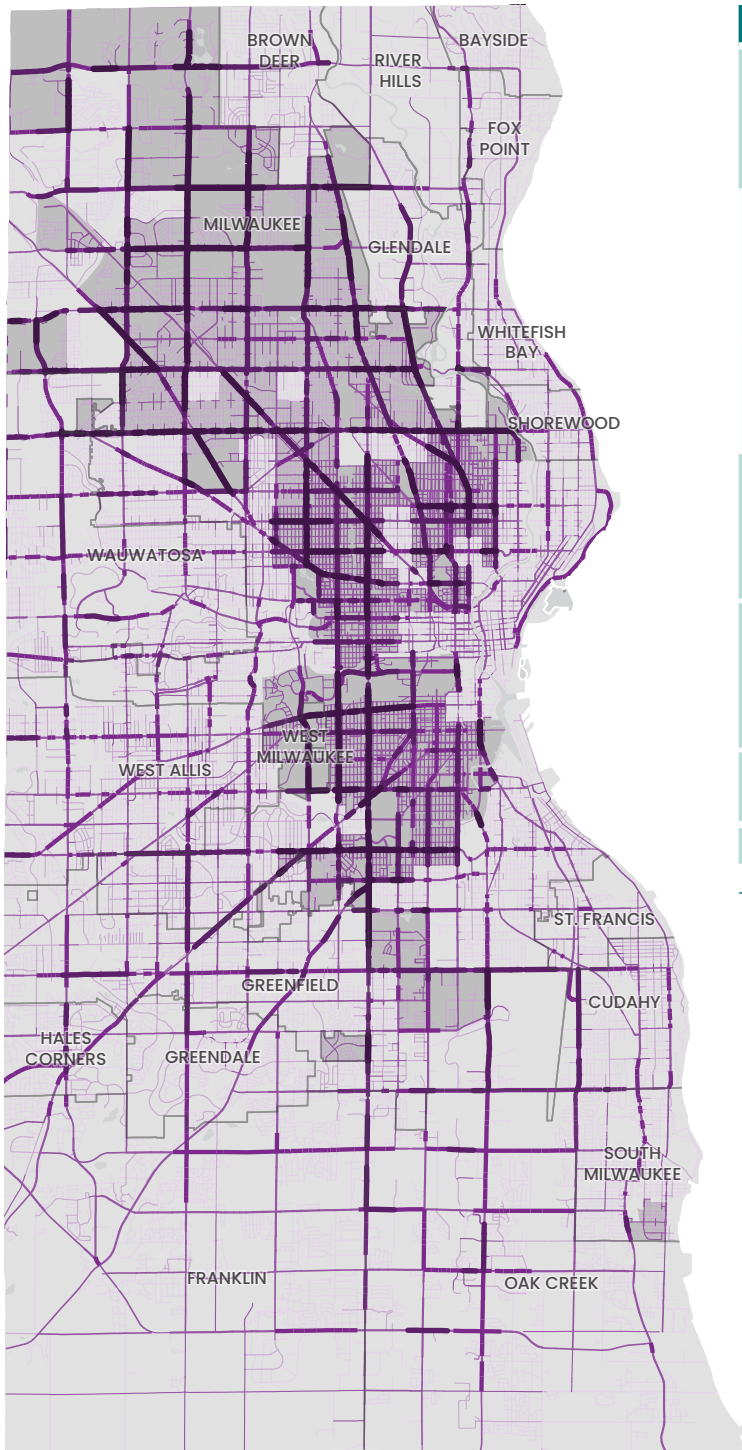 BROWN
DEER
BAYSIDE
RIVER
HILLS
FOX
POINT
MILWAUKEE
GLENDALE
WHITEFISH
BAY
SHOREWOOD
WAUWATOSA
WEST
MILWAUKEE
WEST ALLIS
ST. FRANCIS
GREENFIELD
CUDAHY
HALES
CORNERS
GREENDALE
SOUTH
MILWAUKEE
FRANKLIN
OAK CREEK